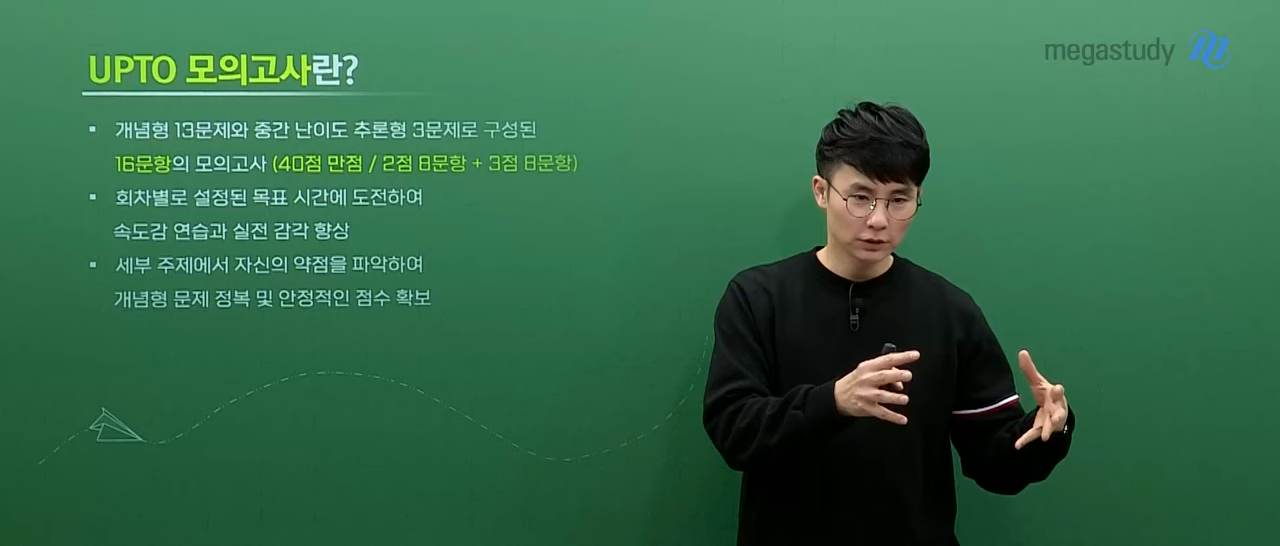 megastudy
UPTO 모의고사란?
개념형 13문제와 중간 난이도 추론형 3문제로 구성된
16문항의 모의고사 (40점 만점 / 2점 8문항 + 3점 8문항)
회차별로 설정된 목표 시간에 도전하여
속도감 연습과 실전 감각 향상
세부 주제에서 자신의 약점을 파악하여
개념형 문제 정복 및 안정적인 점수 확보